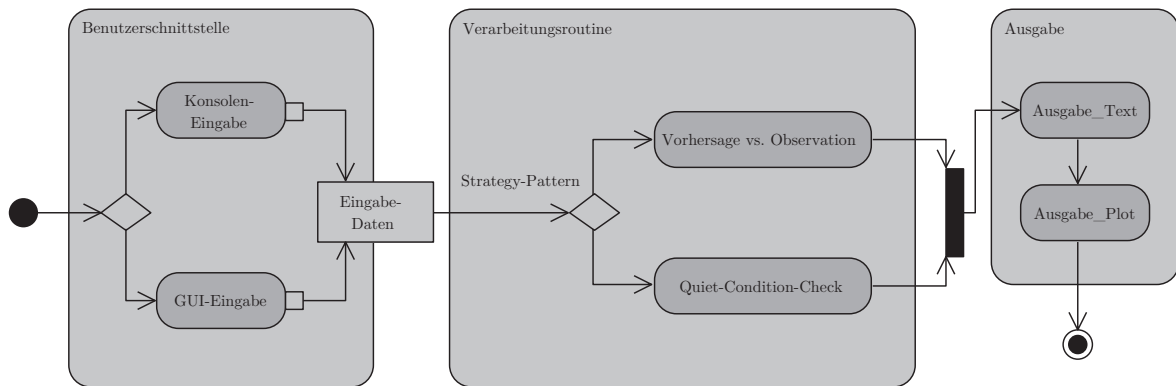 Benutzerschnittstelle
Konsolen-
Eingabe
GUI-Eingabe
Eingabe-
Daten
Verarbeitungsroutine
Strategy-Pattern
Vorhersage vs. Observation
Quiet-Condition-Check
Ausgabe
Ausgabe_Text
Ausgabe_Plot